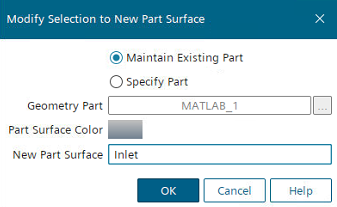 Modify Selection to New Part Surface
Maintain Existing Part
Specify Part
Geometry Part MATLAB_1 ...
Part Surface Color
New Part Surface Inlet
OK Cancel Help